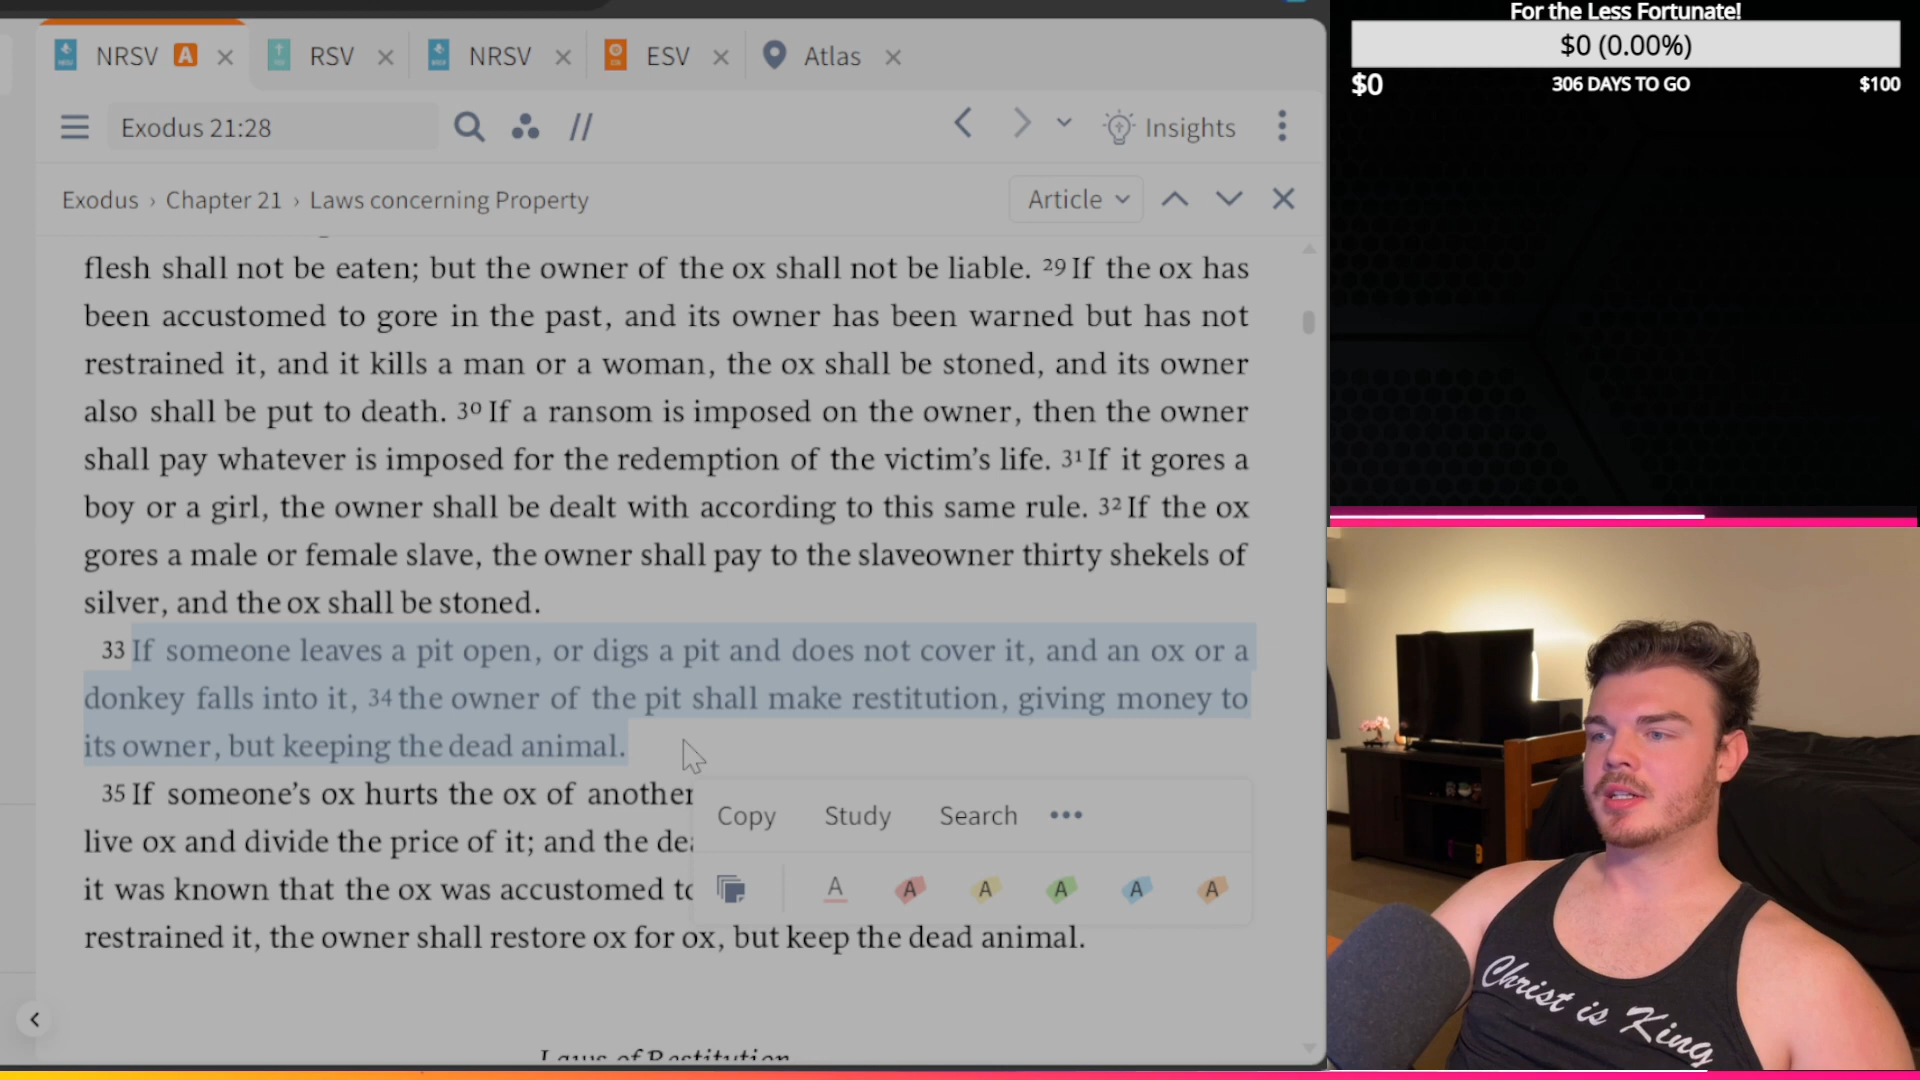 NRSV A
RSV
NRSV
ESV
Atlas
Exodus 21:28
Insights
Exodus › Chapter 21 › Laws concerning Property
Article
flesh shall not be eaten; but the owner of the ox shall not be liable. 29 If the ox has
been accustomed to gore in the past, and its owner has been warned but has not
restrained it, and it kills a man or a woman, the ox shall be stoned, and its owner
also shall be put to death. 30 If a ransom is imposed on the owner, then the owner
shall pay whatever is imposed for the redemption of the victim’s life. 31 If it gores a
boy or a girl, the owner shall be dealt with according to this same rule. 32 If the ox
gores a male or female slave, the owner shall pay to the slaveowner thirty shekels of
silver, and the ox shall be stoned.
33 If someone leaves a pit open, or digs a pit and does not cover it, and an ox or a
donkey falls into it, 34 the owner of the pit shall make restitution, giving money to
its owner, but keeping the dead animal.
35 If someone’s ox hurts the ox of another
live ox and divide the price of it; and the dea
it was known that the ox was accustomed to
restrained it, the owner shall restore ox for ox, but keep the dead animal.
Copy Study Search
A A A A A A
Laws of Restitution
For the Less Fortunate!
$0 (0.00%)
$0 306 DAYS TO GO $100
Christ is King